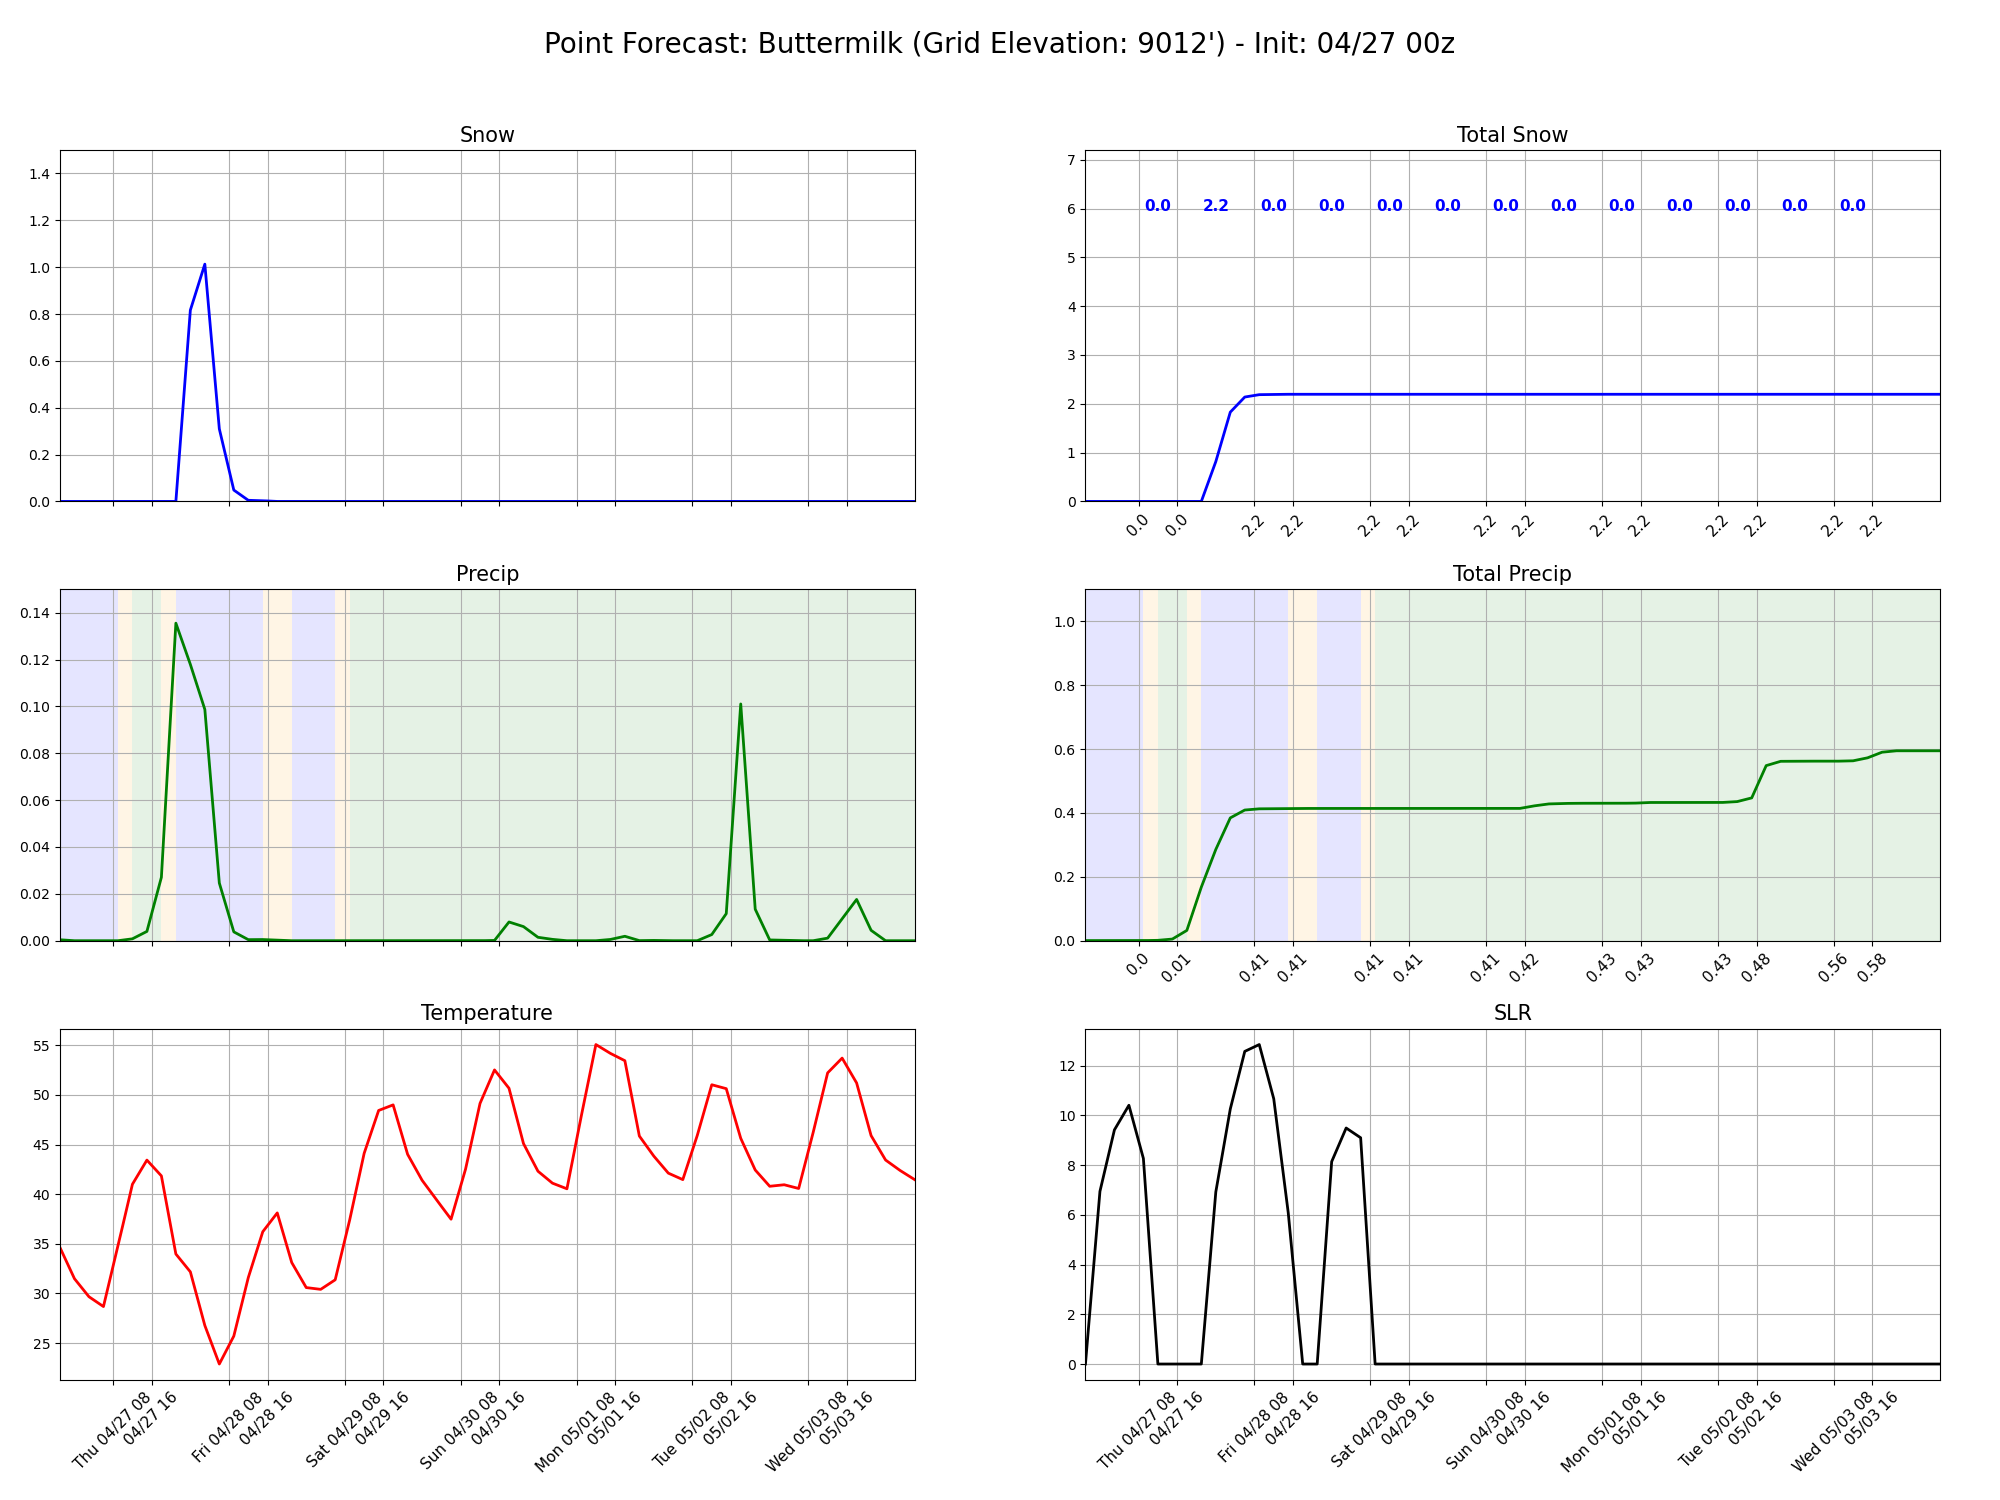 Point Forecast: Buttermilk (Grid Elevation: 9012') - Init: 04/27 00z
Snow
1.4
1.2
1.0
0.8
0.6
0.4
0.2
0.0
Total Snow
7
6
5
4
3
2
1
0
0.0 2.2 0.0 0.0 0.0 0.0 0.0 0.0 0.0 0.0 0.0 0.0 0.0
0.0 0.0 2.2 2.2 2.2 2.2 2.2 2.2 2.2 2.2 2.2 2.2 2.2 2.2
Precip
0.14
0.12
0.10
0.08
0.06
0.04
0.02
0.00
Total Precip
1.0
0.8
0.6
0.4
0.2
0.0
0.0 0.01 0.41 0.41 0.41 0.41 0.41 0.42 0.43 0.43 0.43 0.48 0.56 0.58
Temperature
55
50
45
40
35
30
25
Thu 04/27 08
04/27 16
Fri 04/28 08
04/28 16
Sat 04/29 08
04/29 16
Sun 04/30 08
04/30 16
Mon 05/01 08
05/01 16
Tue 05/02 08
05/02 16
Wed 05/03 08
05/03 16
SLR
12
10
8
6
4
2
0
Thu 04/27 08
04/27 16
Fri 04/28 08
04/28 16
Sat 04/29 08
04/29 16
Sun 04/30 08
04/30 16
Mon 05/01 08
05/01 16
Tue 05/02 08
05/02 16
Wed 05/03 08
05/03 16